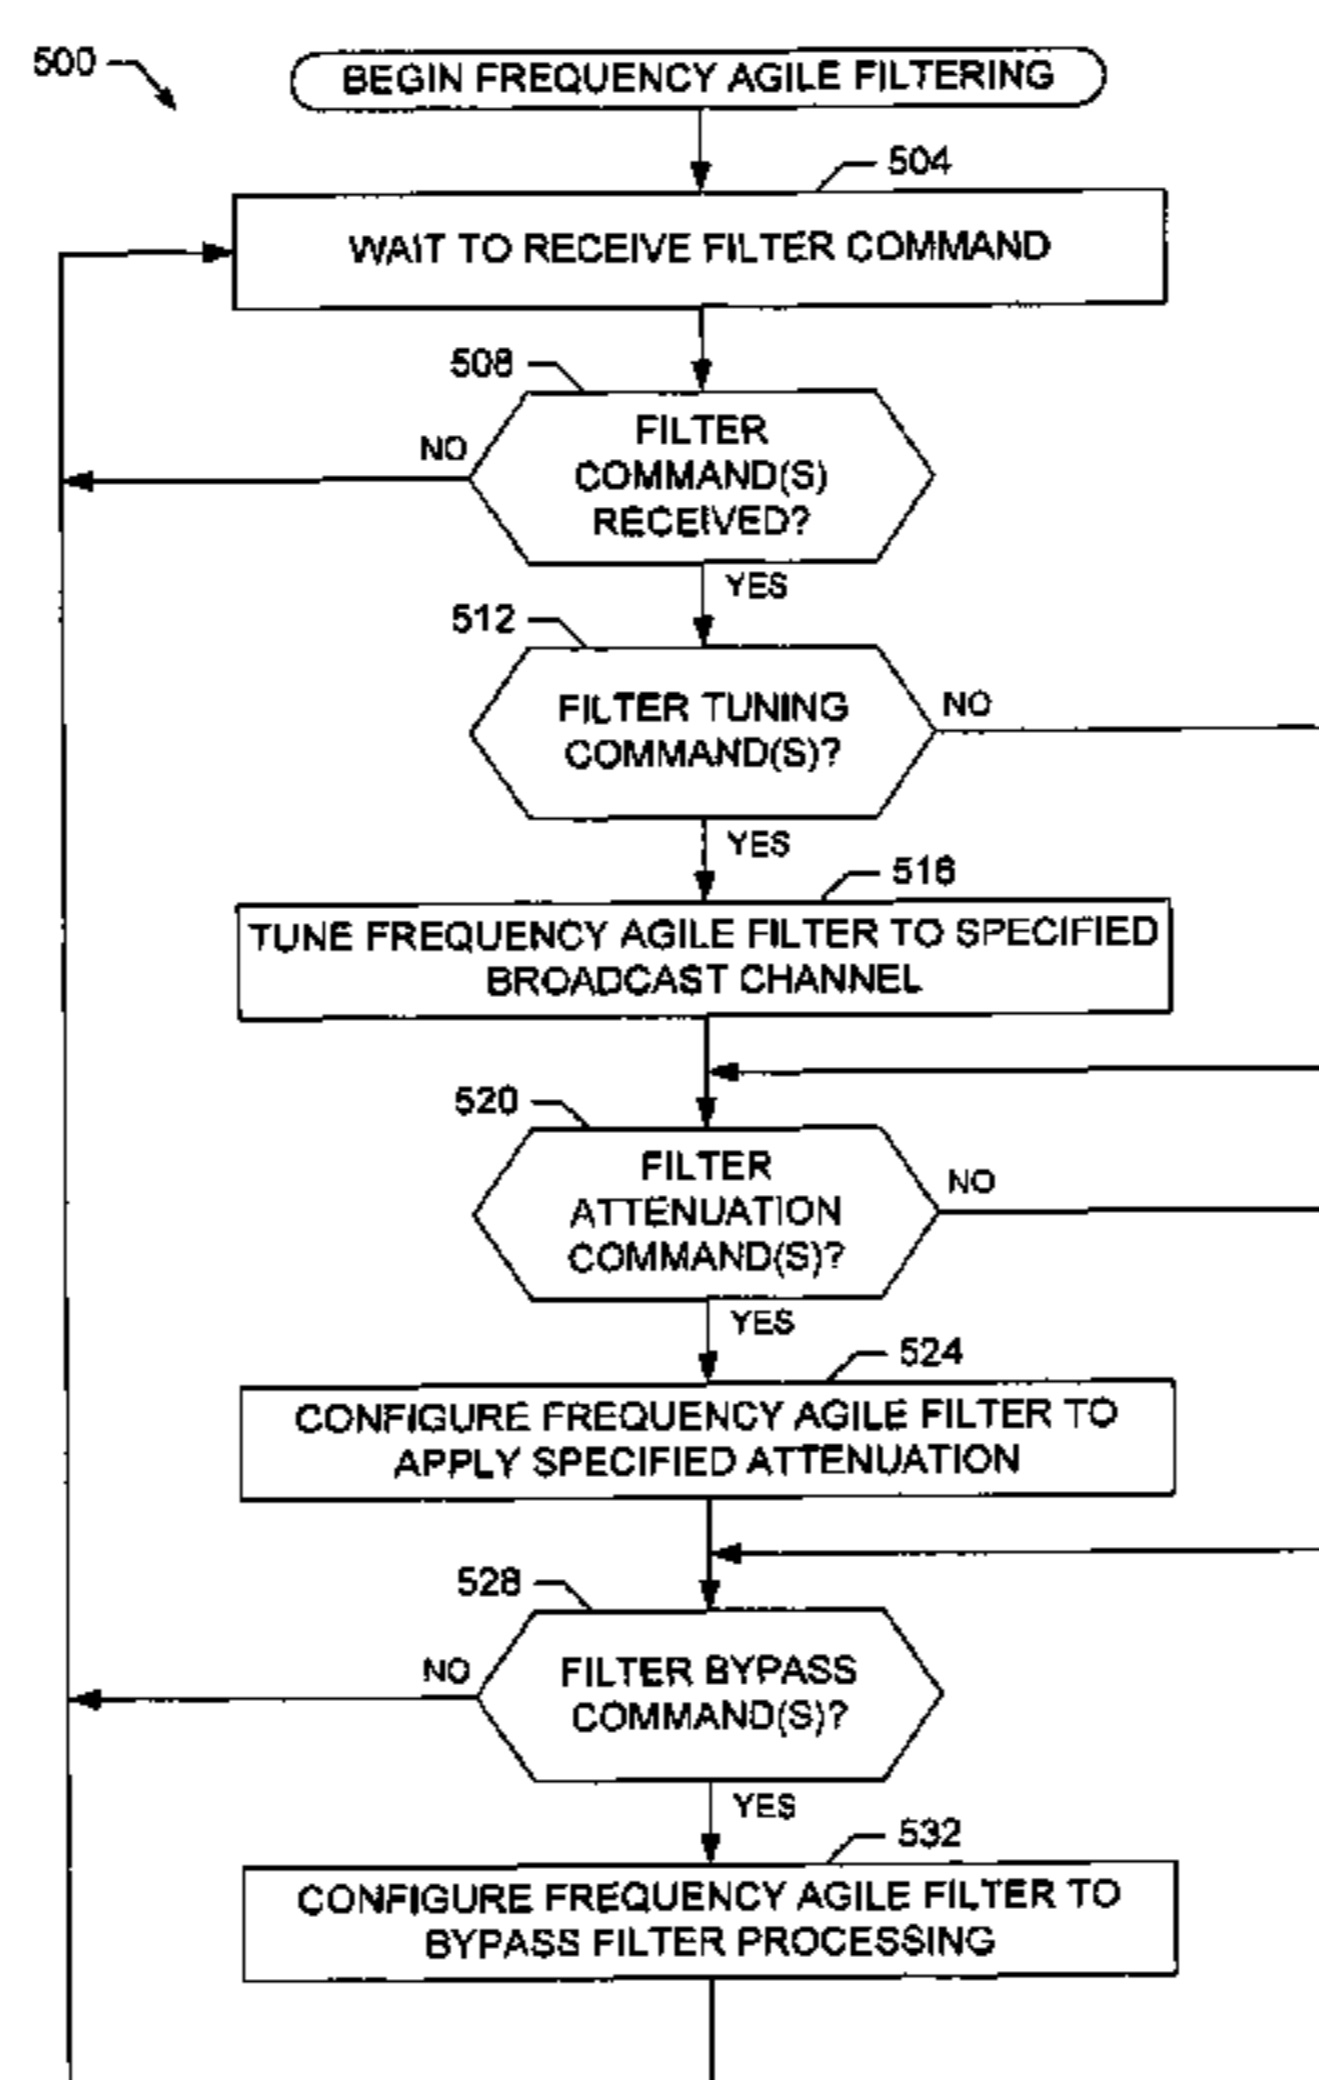 500
BEGIN FREQUENCY AGILE FILTERING
504
WAIT TO RECEIVE FILTER COMMAND
508
NO
FILTER
COMMAND(S)
RECEIVED?
YES
512
FILTER TUNING
COMMAND(S)?
NO
YES
516
TUNE FREQUENCY AGILE FILTER TO SPECIFIED
BROADCAST CHANNEL
520
FILTER
ATTENUATION
COMMAND(S)?
NO
YES
524
CONFIGURE FREQUENCY AGILE FILTER TO
APPLY SPECIFIED ATTENUATION
528
NO
FILTER BYPASS
COMMAND(S)?
YES
532
CONFIGURE FREQUENCY AGILE FILTER TO
BYPASS FILTER PROCESSING